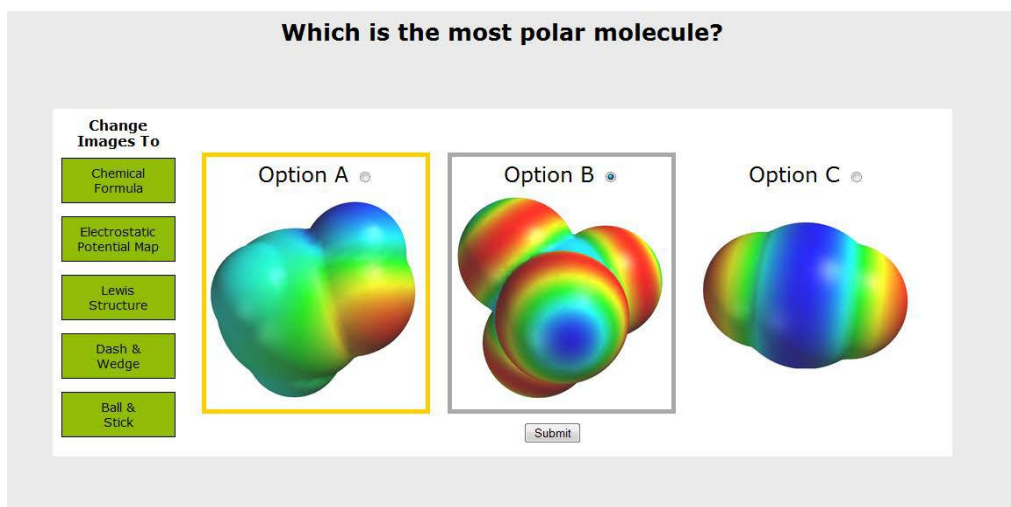 Which is the most polar molecule?
Change
Images To
Chemical
Formula
Electrostatic
Potential Map
Lewis
Structure
Dash &
Wedge
Ball &
Stick
Option A
Option B
Option C
Submit